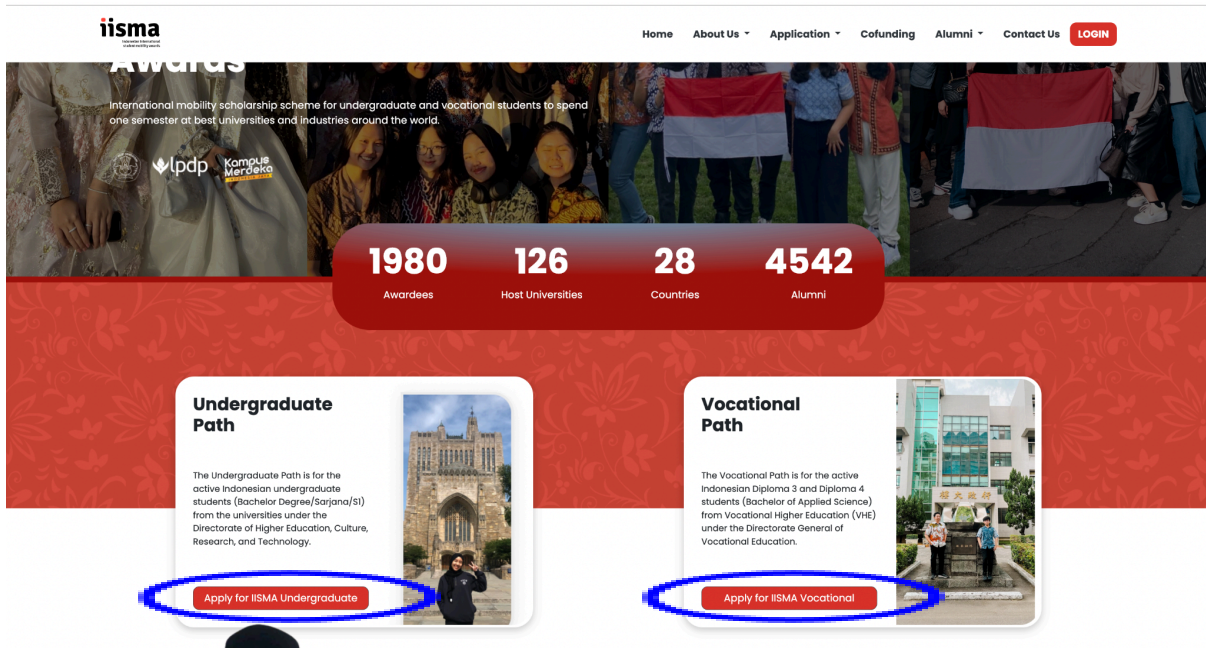 iisma
Home About Us Application Cofunding Alumni Contact Us LOGIN
Awards
International mobility scholarship scheme for undergraduate and vocational students to spend
one semester at best universities and industries around the world.
lpdp Kampus
Merdeka
INDONESIA JAYA
1980 126 28 4542
Awardees Host Universities Countries Alumni
Undergraduate
Path
The Undergraduate Path is for the
active Indonesian undergraduate
students (Bachelor Degree/Sarjana/S1)
from the universities under the
Directorate of Higher Education, Culture,
Research, and Technology.
Apply for IISMA Undergraduate
Vocational
Path
The Vocational Path is for the active
Indonesian Diploma 3 and Diploma 4
students (Bachelor of Applied Science)
from Vocational Higher Education (VHE)
under the Directorate General of
Vocational Education.
Apply for IISMA Vocational